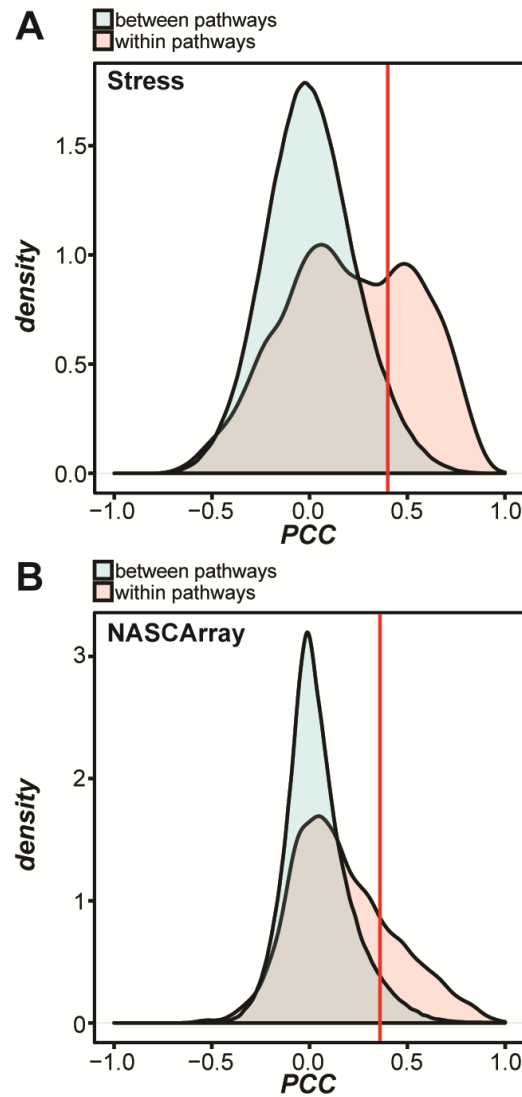 A
between pathways
within pathways
Stress
density
1.5
1.0
0.5
0.0
−1.0 −0.5 0.0 0.5 1.0
PCC
B
between pathways
within pathways
NASCArray
density
3
2
1
0
−1.0 −0.5 0.0 0.5 1.0
PCC